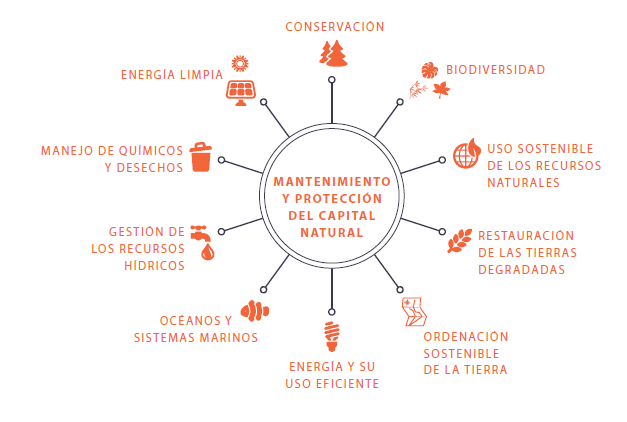 CONSERVACIÓN
BIODIVERSIDAD
USO SOSTENIBLE
DE LOS RECURSOS
NATURALES
RESTAURACIÓN
DE LAS TIERRAS
DEGRADADAS
ORDENACIÓN
SOSTENIBLE
DE LA TIERRA
ENERGÍA Y SU
USO EFICIENTE
OCÉANOS Y
SISTEMAS MARINOS
GESTIÓN DE
LOS RECURSOS
HÍDRICOS
MANEJO DE QUÍMICOS
Y DESECHOS
ENERGÍA LIMPIA
MANTENIMIENTO
Y PROTECCIÓN
DEL CAPITAL
NATURAL